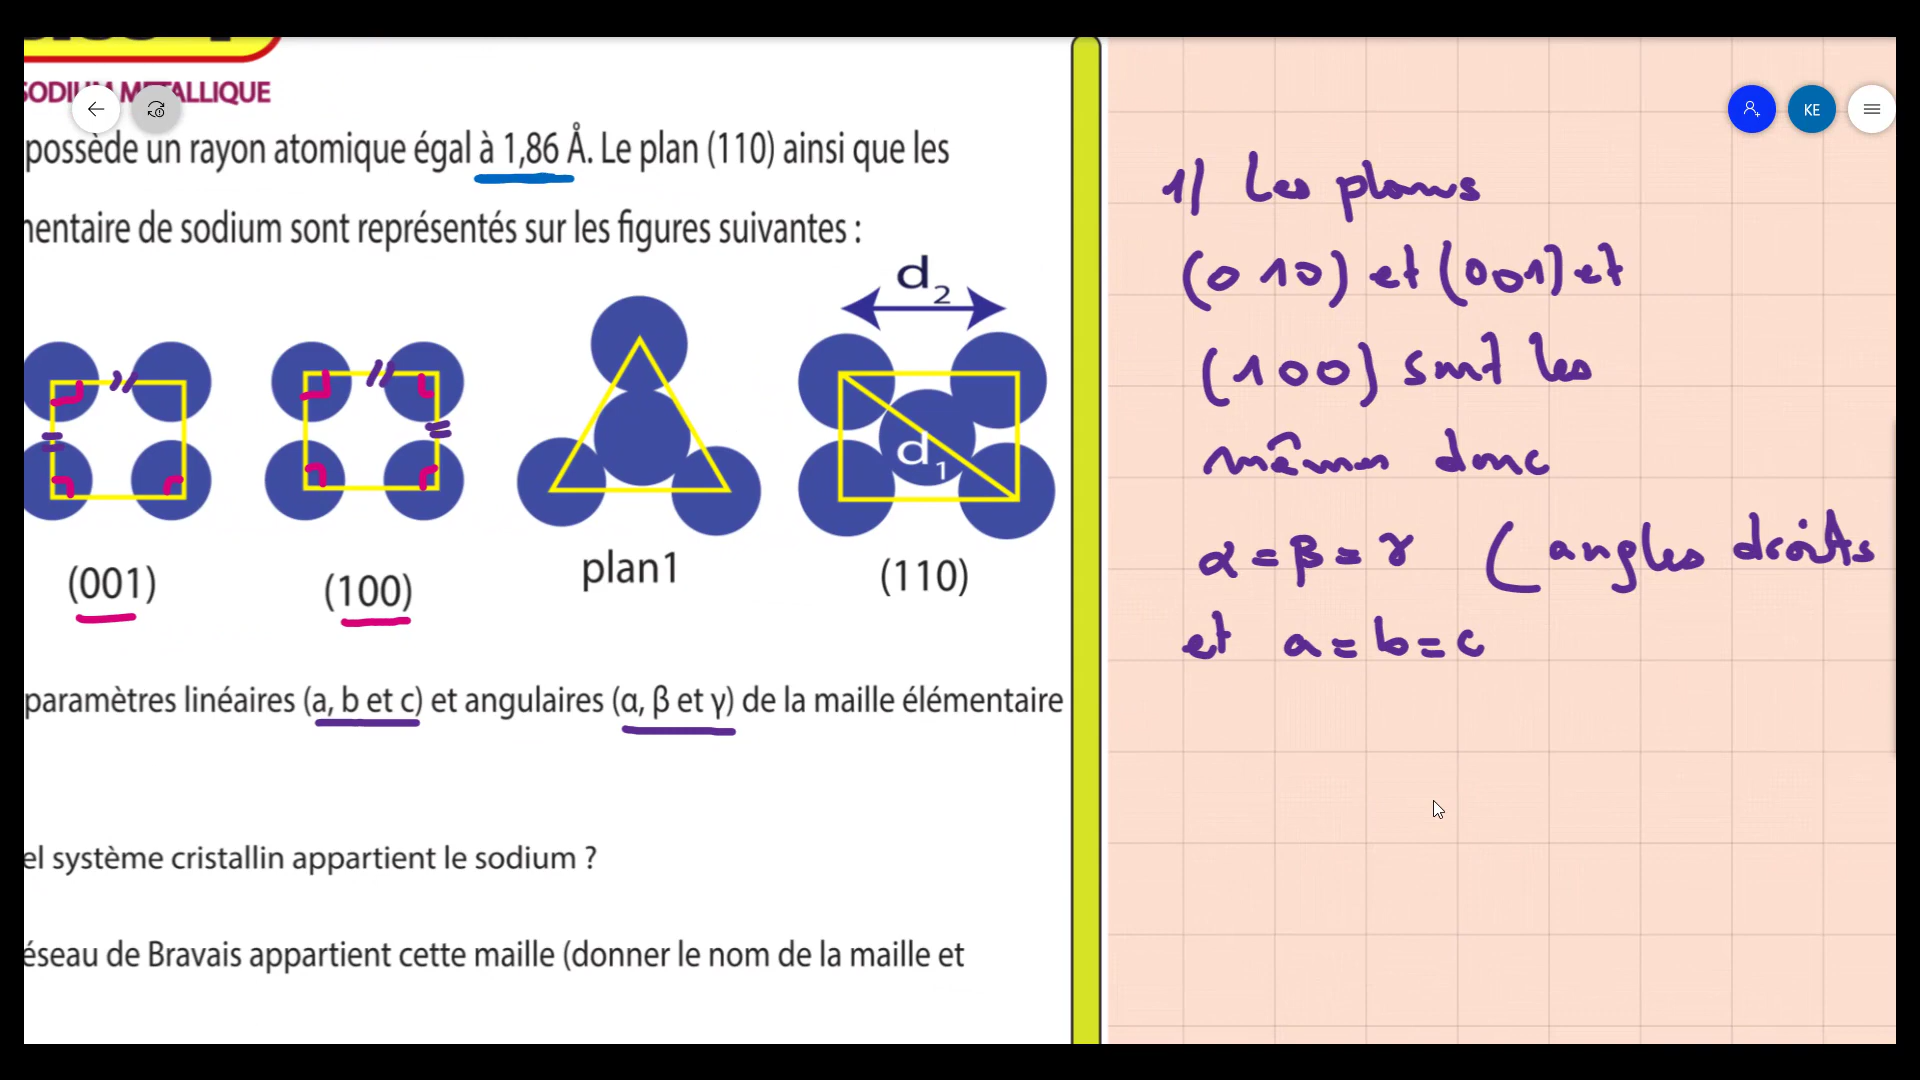 SODIUM METALLIQUE
possède un rayon atomique égal à 1,86 Å. Le plan (110) ainsi que les
mentaire de sodium sont représentés sur les figures suivantes :
d2
d1
(001)
(100)
plan1
(110)
paramètres linéaires (a, b et c) et angulaires (α, β et γ) de la maille élémentaire
el système cristallin appartient le sodium ?
éseau de Bravais appartient cette maille (donner le nom de la maille et
KE
1) Les plans
(010) et (001) et
(100) sont les
mêmes donc
α = β = γ (angles droits
et a = b = c